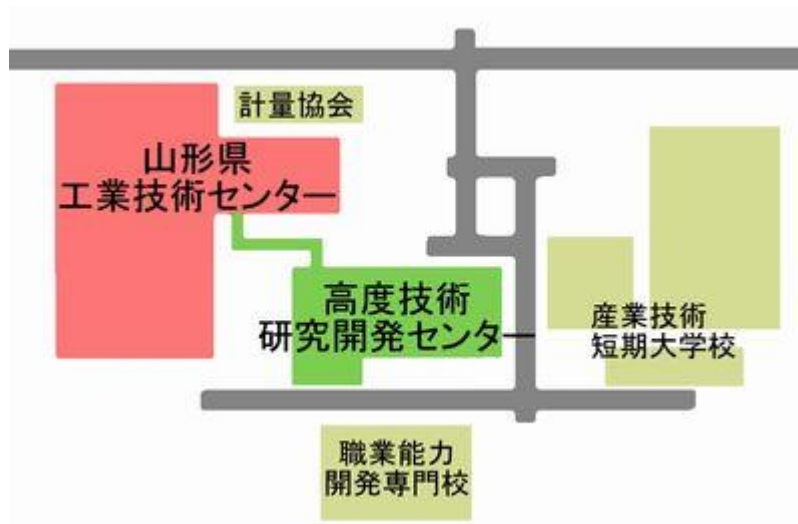 計量協会
山形県
工業技術センター
高度技術
研究開発センター
産業技術
短期大学校
職業能力
開発専門校